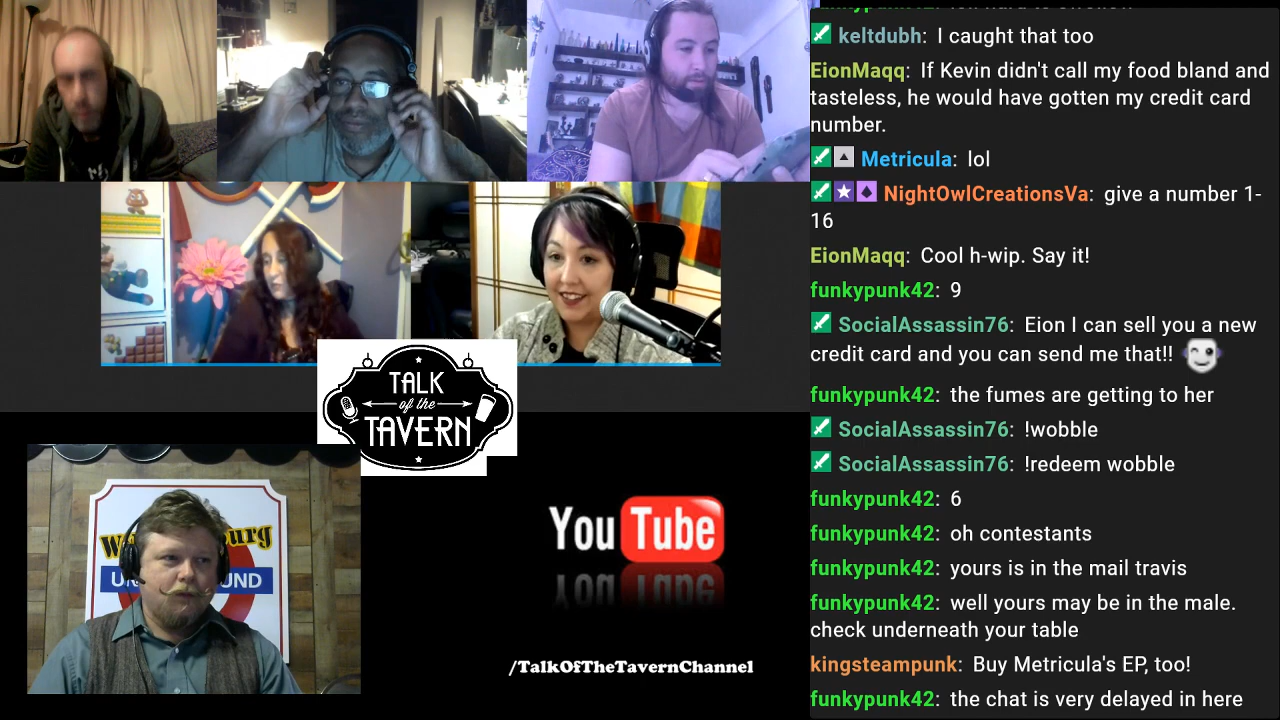 keltdubh: I caught that too
EionMaqq: If Kevin didn't call my food bland and
tasteless, he would have gotten my credit card
number.
Metricula: lol
NightOwlCreationsVa: give a number 1-
16
EionMaqq: Cool h-wip. Say it!
funkypunk42: 9
SocialAssassin76: Eion I can sell you a new
credit card and you can send me that!!
funkypunk42: the fumes are getting to her
SocialAssassin76: !wobble
SocialAssassin76: !redeem wobble
funkypunk42: 6
funkypunk42: oh contestants
funkypunk42: yours is in the mail travis
funkypunk42: well yours may be in the male.
check underneath your table
kingsteampunk: Buy Metricula's EP, too!
funkypunk42: the chat is very delayed in here
TALK
of the
TAVERN
YouTube
/TalkOfTheTavernChannel